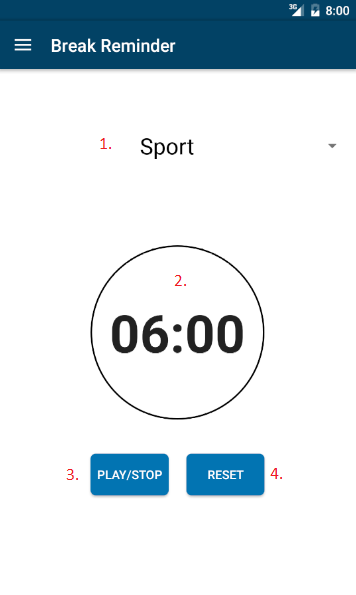 3G 8:00
Break Reminder
1. Sport
2.
06:00
3. PLAY/STOP RESET 4.